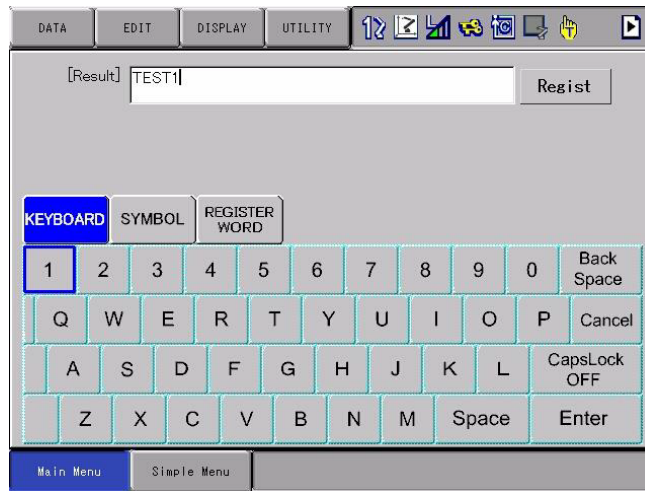 DATA EDIT DISPLAY UTILITY
[Result] TEST1 Regist
KEYBOARD SYMBOL REGISTER WORD
1 2 3 4 5 6 7 8 9 0 Back Space
Q W E R T Y U I O P Cancel
A S D F G H J K L CapsLock OFF
Z X C V B N M Space Enter
Main Menu Simple Menu